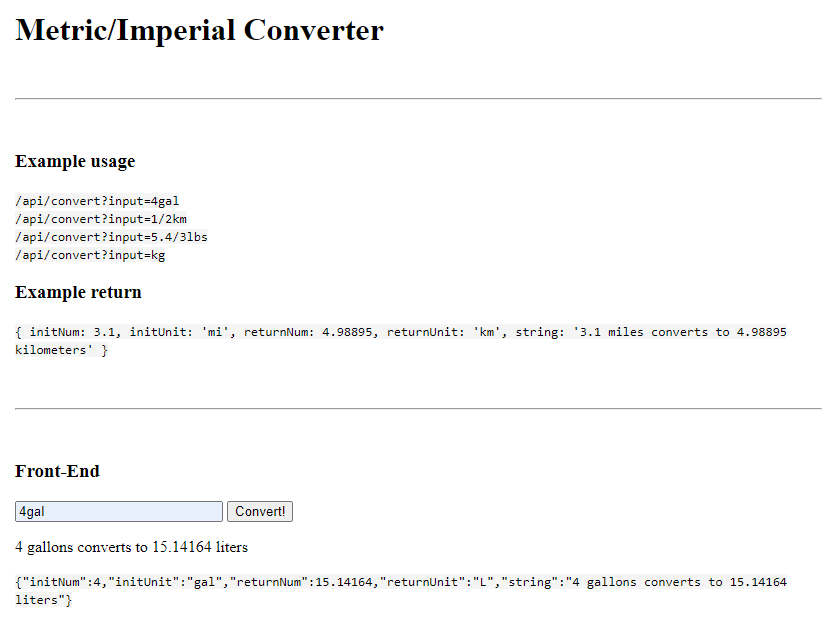 Metric/Imperial Converter
Example usage
/api/convert?input=4gal
/api/convert?input=1/2km
/api/convert?input=5.4/3lbs
/api/convert?input=kg
Example return
{ initNum: 3.1, initUnit: 'mi', returnNum: 4.98895, returnUnit: 'km', string: '3.1 miles converts to 4.98895
kilometers' }
Front-End
4gal Convert!
4 gallons converts to 15.14164 liters
{"initNum":4,"initUnit":"gal","returnNum":15.14164,"returnUnit":"L","string":"4 gallons converts to 15.14164
liters"}